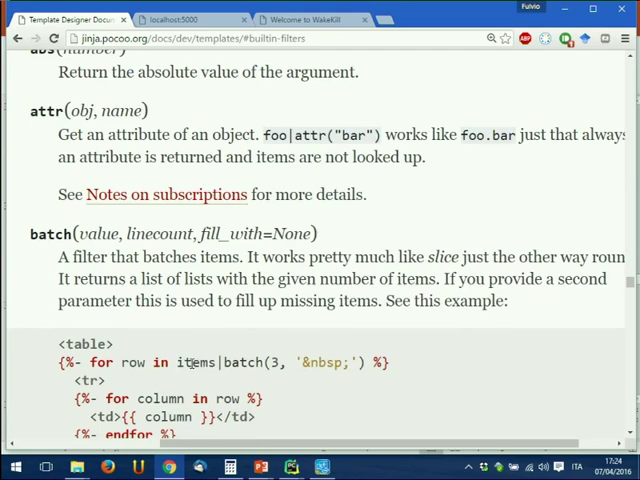 Fulvio
Template Designer Docum
localhost:5000
Welcome to WakeKill
jinja.pocoo.org/docs/dev/templates/#builtin-filters
abs(number)
Return the absolute value of the argument.
attr(obj, name)
Get an attribute of an object. foo|attr("bar") works like foo.bar just that always
an attribute is returned and items are not looked up.
See Notes on subscriptions for more details.
batch(value, linecount, fill_with=None)
A filter that batches items. It works pretty much like slice just the other way roun
It returns a list of lists with the given number of items. If you provide a second
parameter this is used to fill up missing items. See this example:
<table>
{%- for row in items|batch(3, '&nbsp;') %}
<tr>
{%- for column in row %}
<td>{{ column }}</td>
{%- endfor %}
ABP
ITA
17:24
07/04/2016